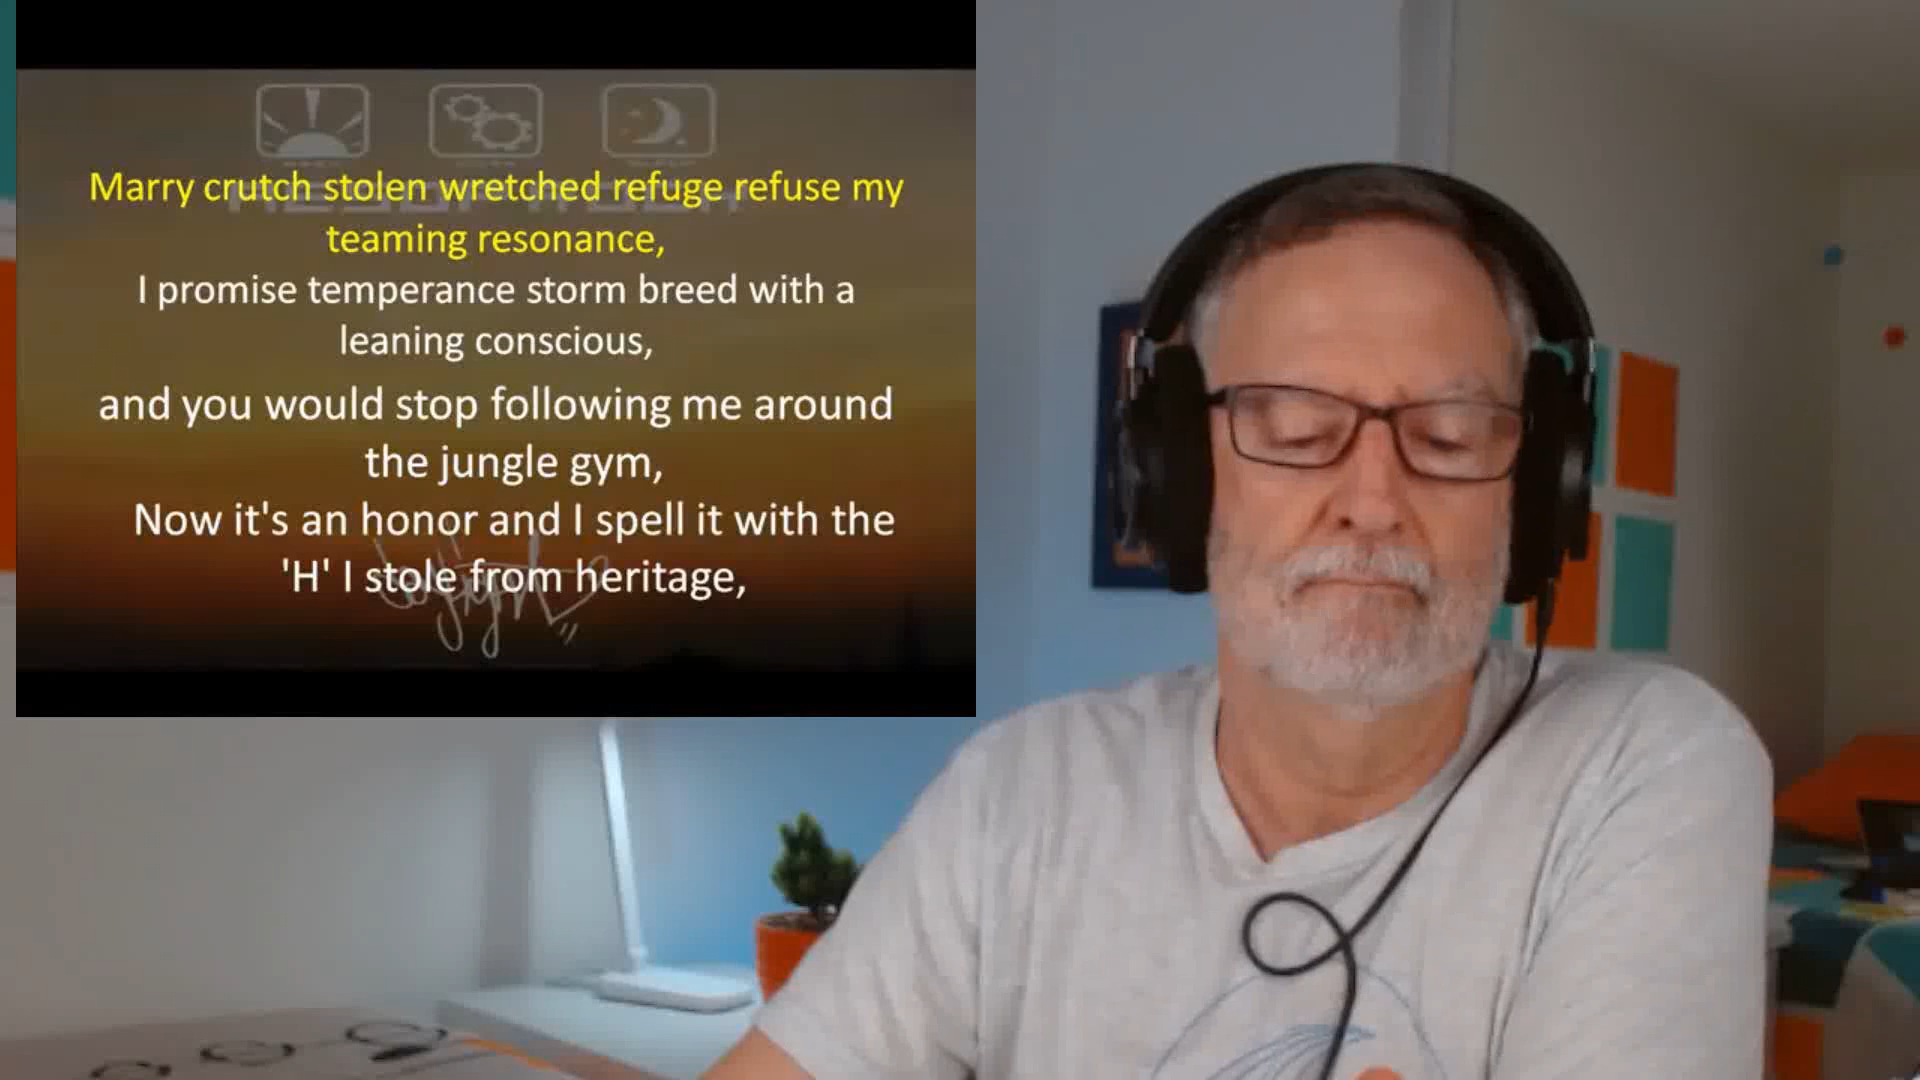 Marry crutch stolen wretched refuge refuse my
teaming resonance,
I promise temperance storm breed with a
leaning conscious,
and you would stop following me around
the jungle gym,
Now it's an honor and I spell it with the
'H' I stole from heritage,